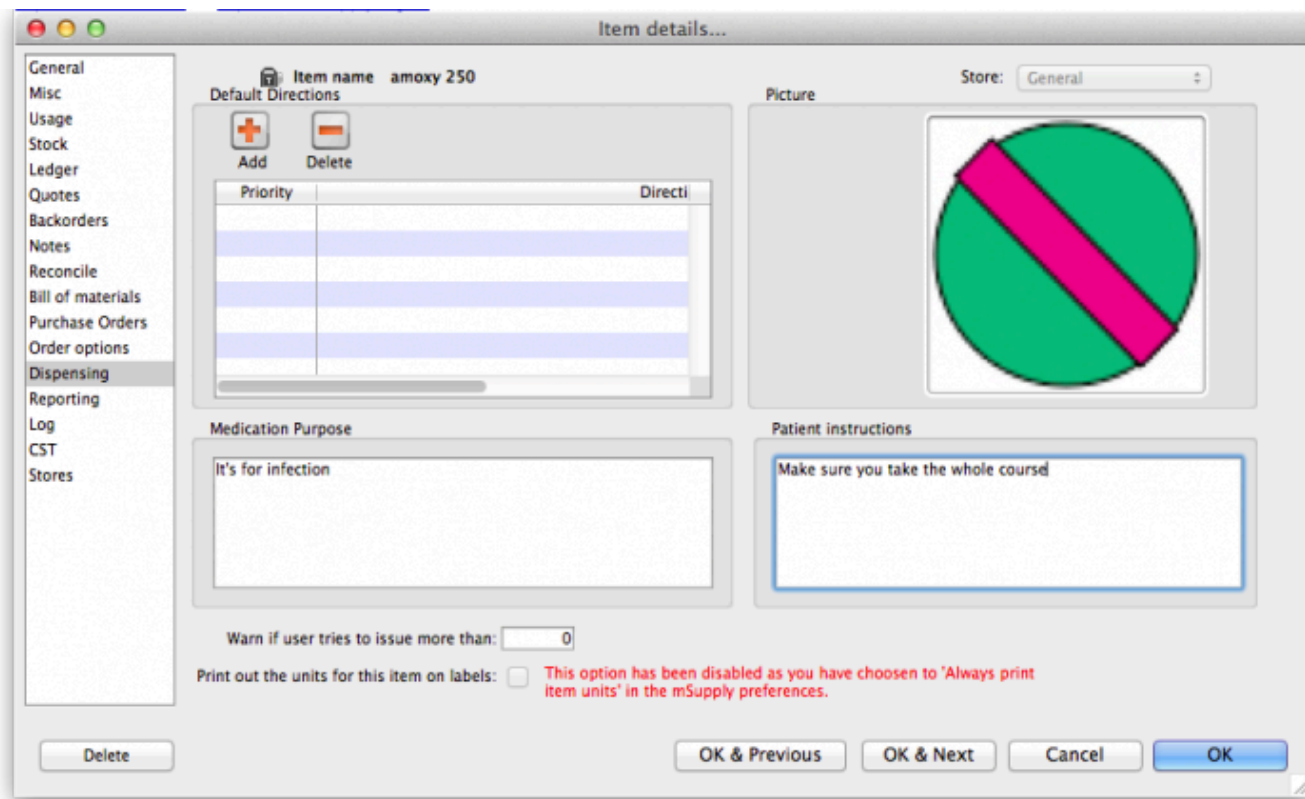 Item details...
General
Misc
Usage
Stock
Ledger
Quotes
Backorders
Notes
Reconcile
Bill of materials
Purchase Orders
Order options
Dispensing
Reporting
Log
CST
Stores
Item name amoxy 250
Store: General
Default Directions
Add Delete
Priority Directi
Picture
Medication Purpose
It's for infection
Patient instructions
Make sure you take the whole course
Warn if user tries to issue more than: 0
Print out the units for this item on labels:
This option has been disabled as you have choosen to 'Always print
item units' in the mSupply preferences.
Delete
OK & Previous
OK & Next
Cancel
OK